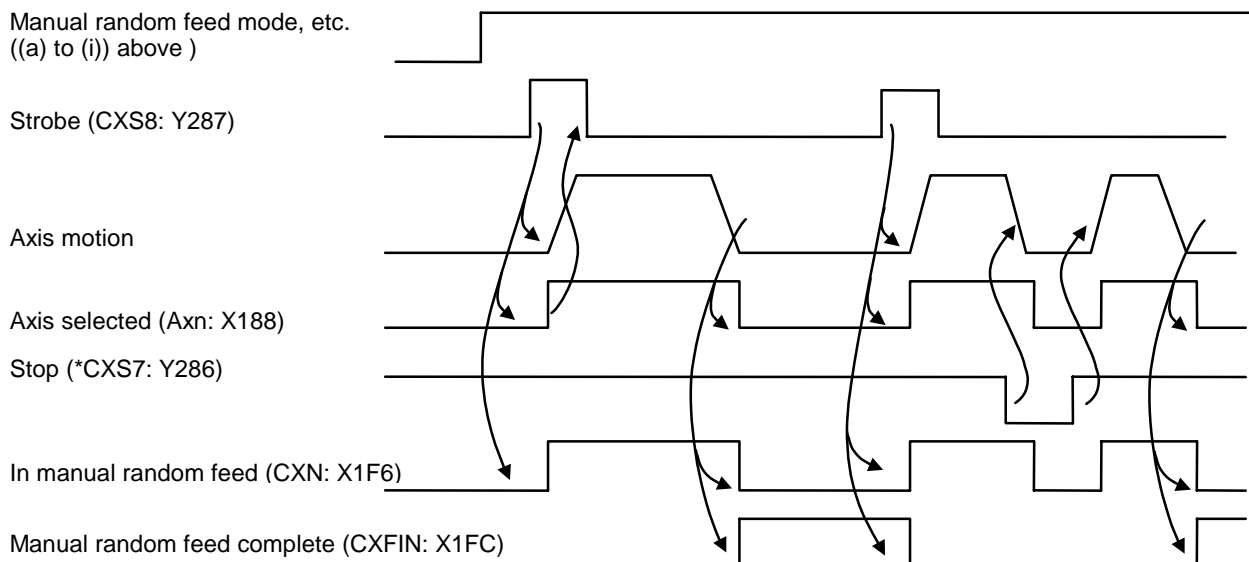 Manual random feed mode, etc.
((a) to (i)) above )
Strobe (CXS8: Y287)
Axis motion
Axis selected (Axn: X188)
Stop (*CXS7: Y286)
In manual random feed (CXN: X1F6)
Manual random feed complete (CXFIN: X1FC)